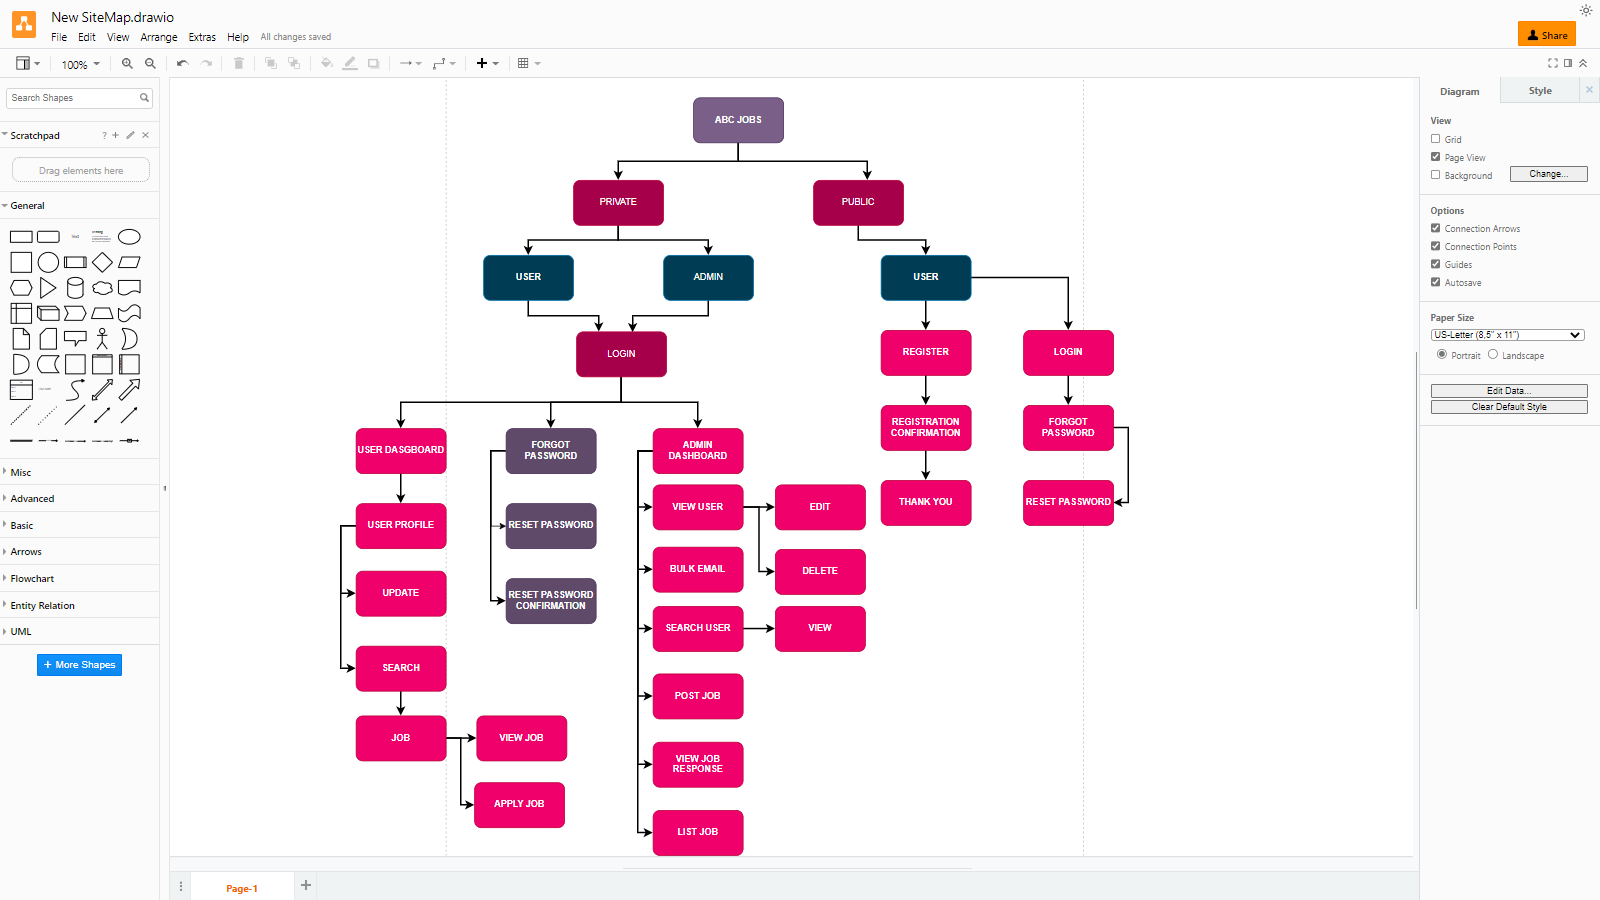 New SiteMap.drawio
File Edit View Arrange Extras Help All changes saved
Share
100%
Search Shapes
Scratchpad
?
Drag elements here
General
Text
Heading
Misc
Advanced
Basic
Arrows
Flowchart
Entity Relation
UML
+ More Shapes
ABC JOBS
PRIVATE
PUBLIC
USER
ADMIN
USER
LOGIN
REGISTER
LOGIN
REGISTRATION
CONFIRMATION
FORGOT
PASSWORD
USER DASGBOARD
FORGOT
PASSWORD
ADMIN
DASHBOARD
THANK YOU
RESET PASSWORD
VIEW USER
EDIT
USER PROFILE
RESET PASSWORD
BULK EMAIL
DELETE
UPDATE
RESET PASSWORD
CONFIRMATION
SEARCH USER
VIEW
SEARCH
POST JOB
JOB
VIEW JOB
VIEW JOB
RESPONSE
APPLY JOB
LIST JOB
Page-1
Diagram
Style
View
Grid
Page View
Background
Change...
Options
Connection Arrows
Connection Points
Guides
Autosave
Paper Size
US-Letter (8,5" x 11")
Portrait
Landscape
Edit Data...
Clear Default Style